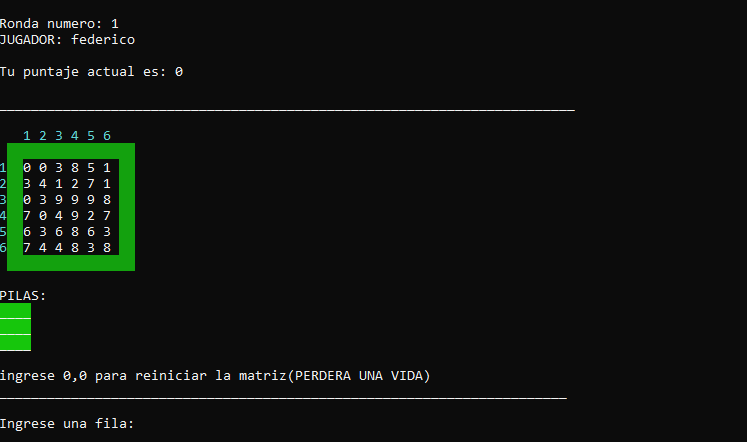 Ronda numero: 1
JUGADOR: federico
Tu puntaje actual es: 0
1 2 3 4 5 6
1 0 0 3 8 5 1
2 3 4 1 2 7 1
3 0 3 9 9 9 8
4 7 0 4 9 2 7
5 6 3 6 8 6 3
6 7 4 4 8 3 8
PILAS:
ingrese 0,0 para reiniciar la matriz(PERDERA UNA VIDA)
Ingrese una fila: